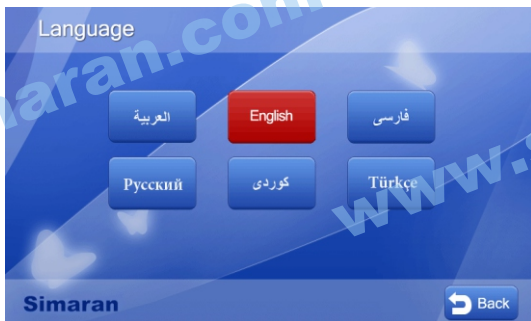 Language
العربية
English
فارسی
Русский
کوردی
Türkçe
Simaran
Back